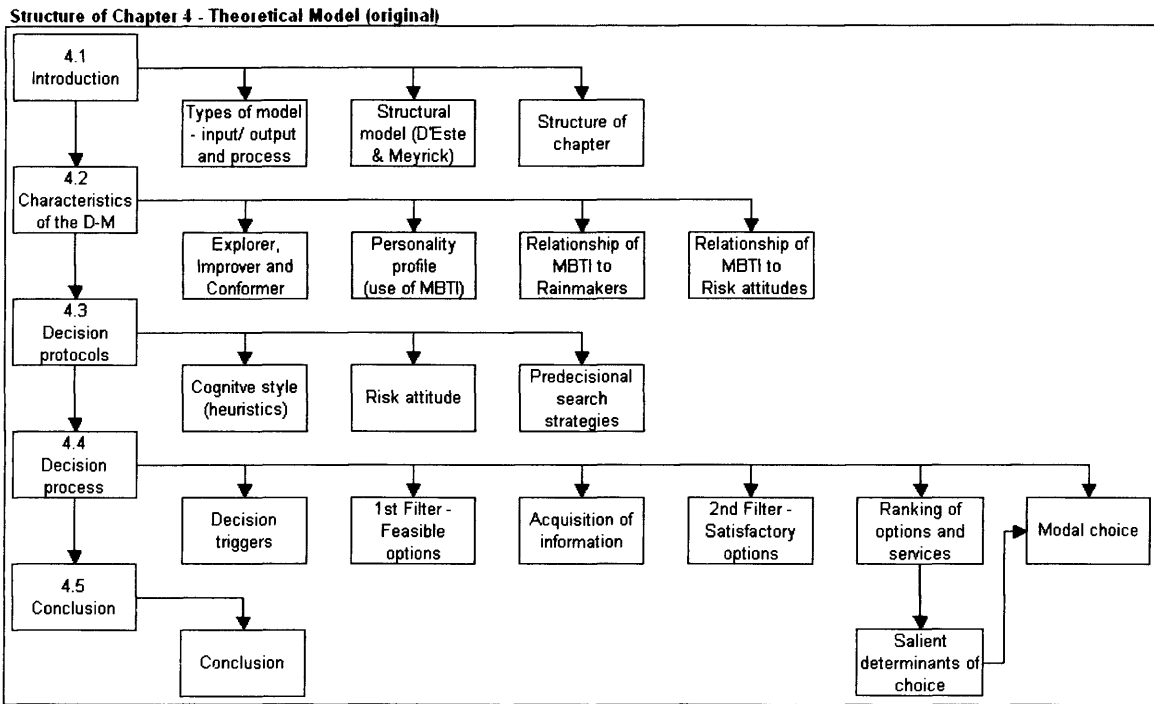 Structure of Chapter 4 - Theoretical Model (original)
4.1
Introduction
Types of model
- input/ output
and process
Structural
model (D'Este
& Meyrick)
Structure of
chapter
4.2
Characteristics
of the D-M
Explorer,
Improver and
Conformer
Personality
profile
(use of MBTI)
Relationship of
MBTI to
Rainmakers
Relationship of
MBTI to
Risk attitudes
4.3
Decision
protocols
Cognitve style
(heuristics)
Risk attitude
Predecisional
search
strategies
4.4
Decision
process
Decision
triggers
1st Filter -
Feasible
options
Acquisition of
information
2nd Filter -
Satisfactory
options
Ranking of
options and
services
Modal choice
Salient
determinants of
choice
4.5
Conclusion
Conclusion